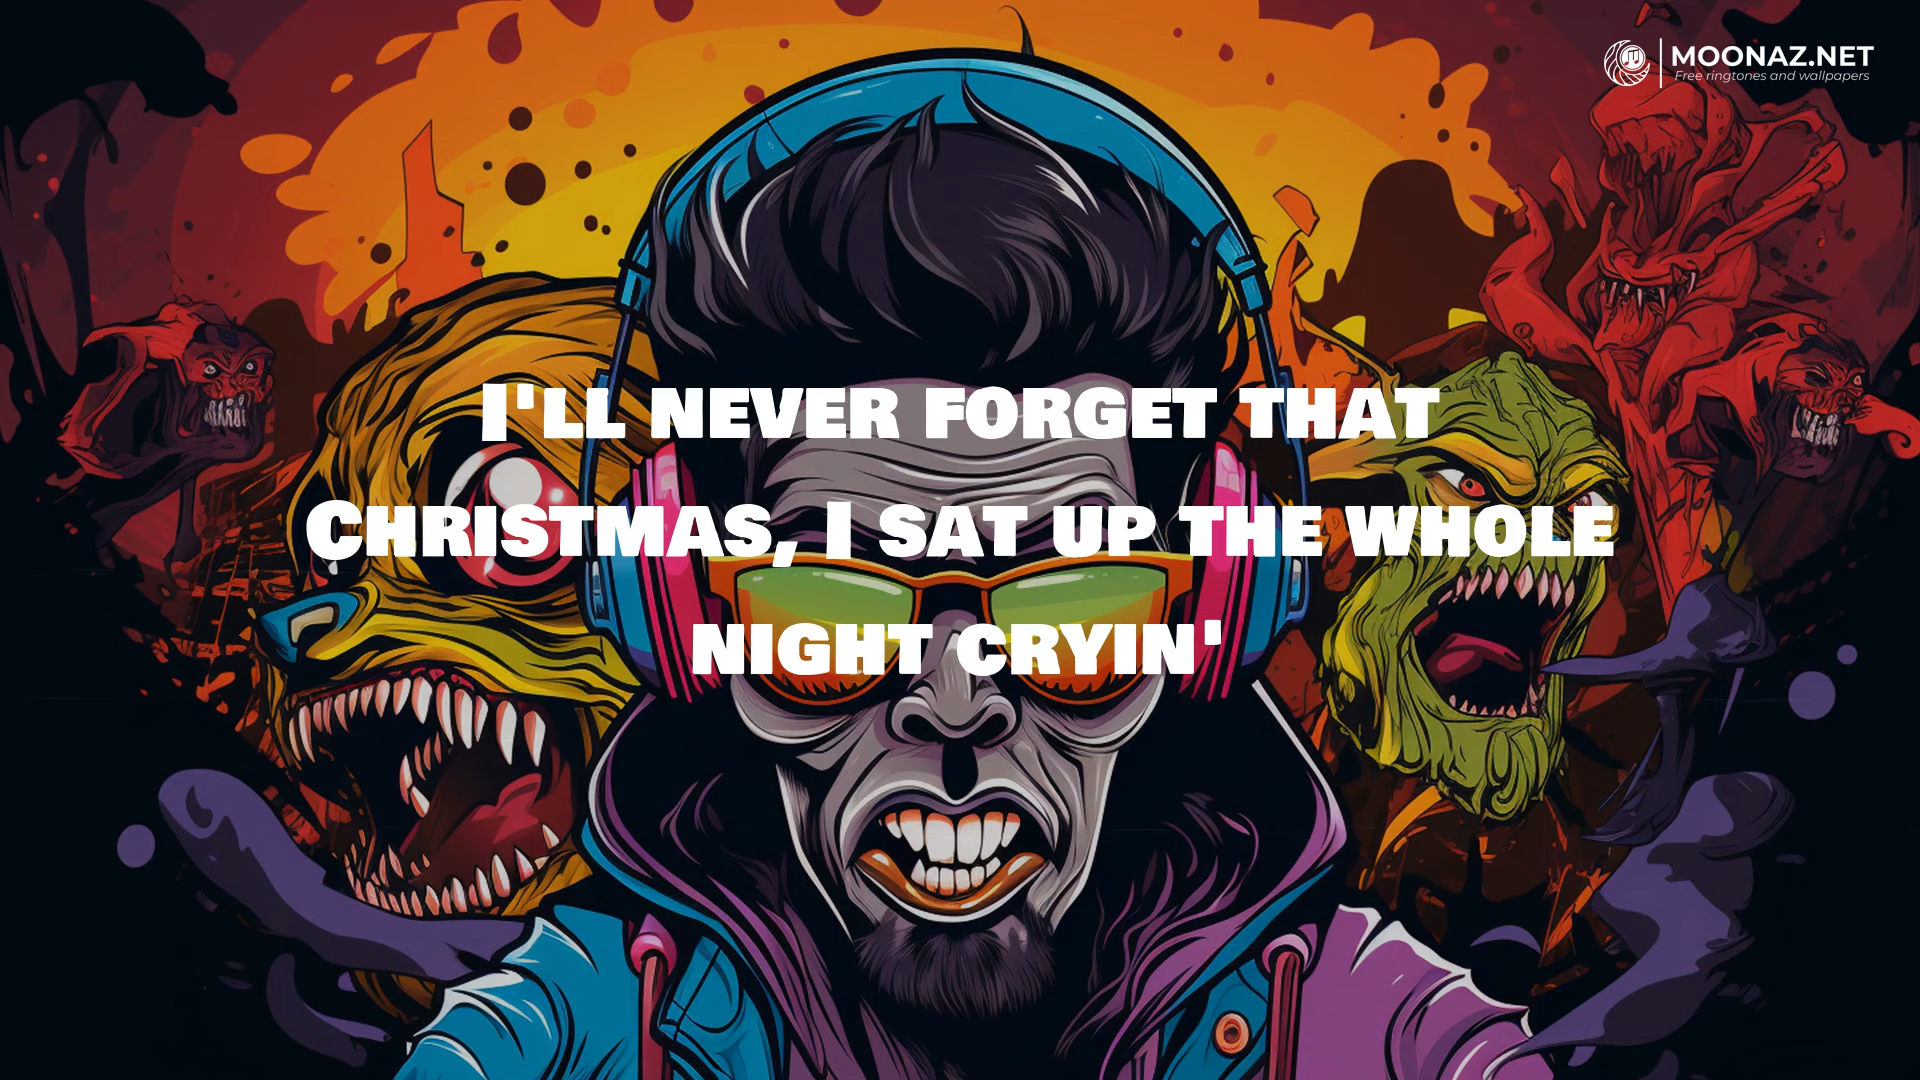 MOONAZ.NET
Free ringtones and wallpapers
I'LL NEVER FORGET THAT
CHRISTMAS, I SAT UP THE WHOLE
NIGHT CRYIN'